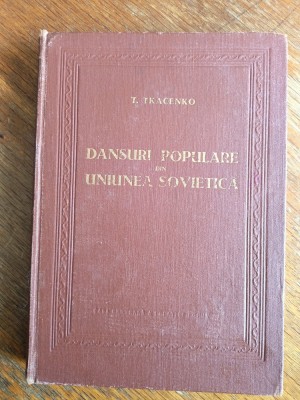 T. TKACENKO
DANSURI POPULARE
DIN
UNIUNEA SOVIETICA